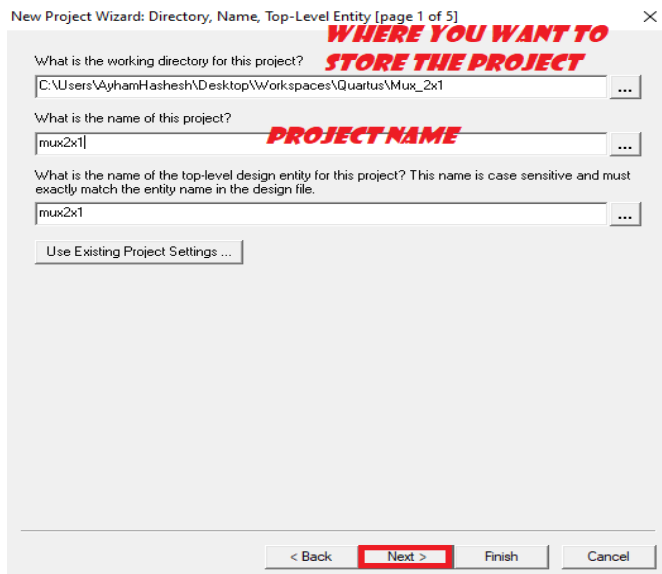 New Project Wizard: Directory, Name, Top-Level Entity [page 1 of 5]
WHERE YOU WANT TO
STORE THE PROJECT
What is the working directory for this project?
C:\Users\AyhamHashesh\Desktop\Workspaces\Quartus\Mux_2x1
...
What is the name of this project?
PROJECT NAME
mux2x1
...
What is the name of the top-level design entity for this project? This name is case sensitive and must
exactly match the entity name in the design file.
mux2x1
...
Use Existing Project Settings ...
< Back
Next >
Finish
Cancel